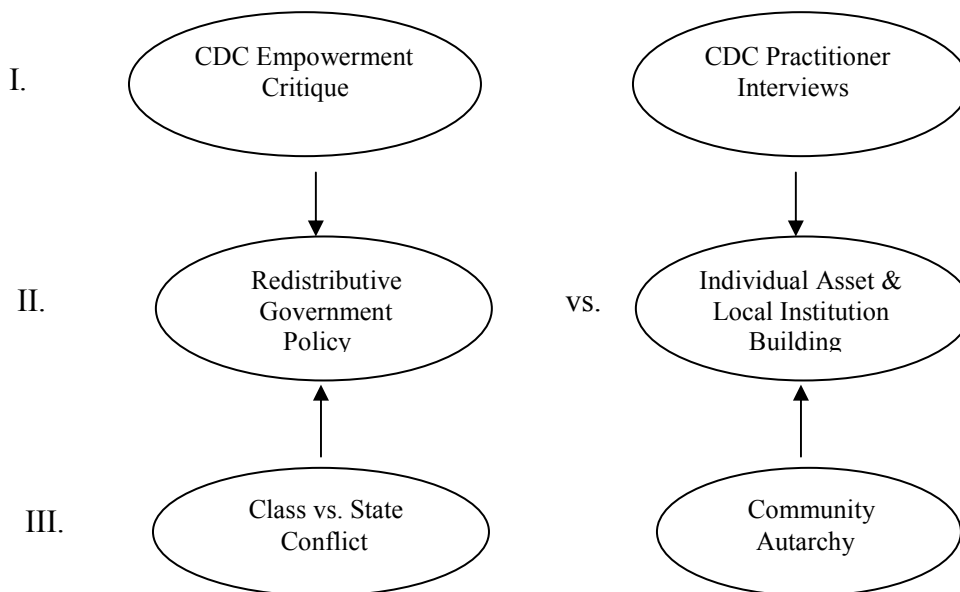 I.
CDC Empowerment
Critique
CDC Practitioner
Interviews
II.
Redistributive
Government
Policy
vs.
Individual Asset &
Local Institution
Building
III.
Class vs. State
Conflict
Community
Autarchy